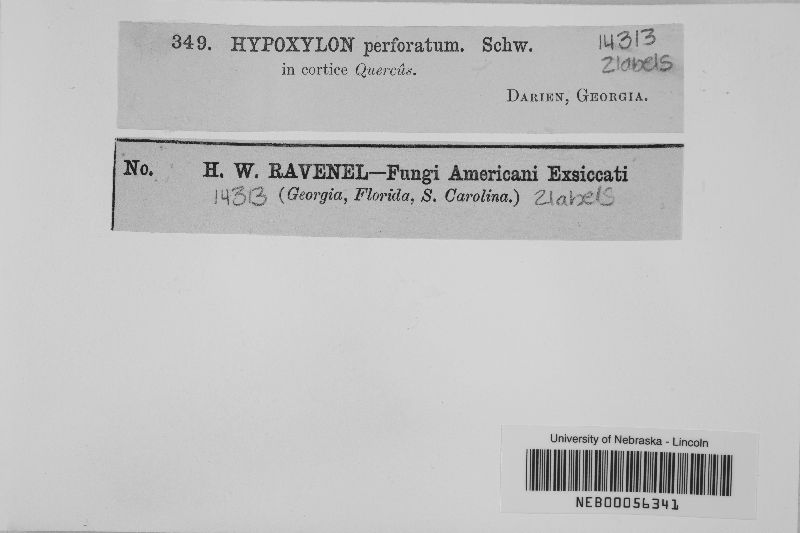 349. HYPOXYLON perforatum. Schw. 14313
in cortice Quercûs. 2labels
DARIEN, GEORGIA.
No. H. W. RAVENEL—Fungi Americani Exsiccati
14313 (Georgia, Florida, S. Carolina.) 2labels
University of Nebraska - Lincoln
NEB00056341